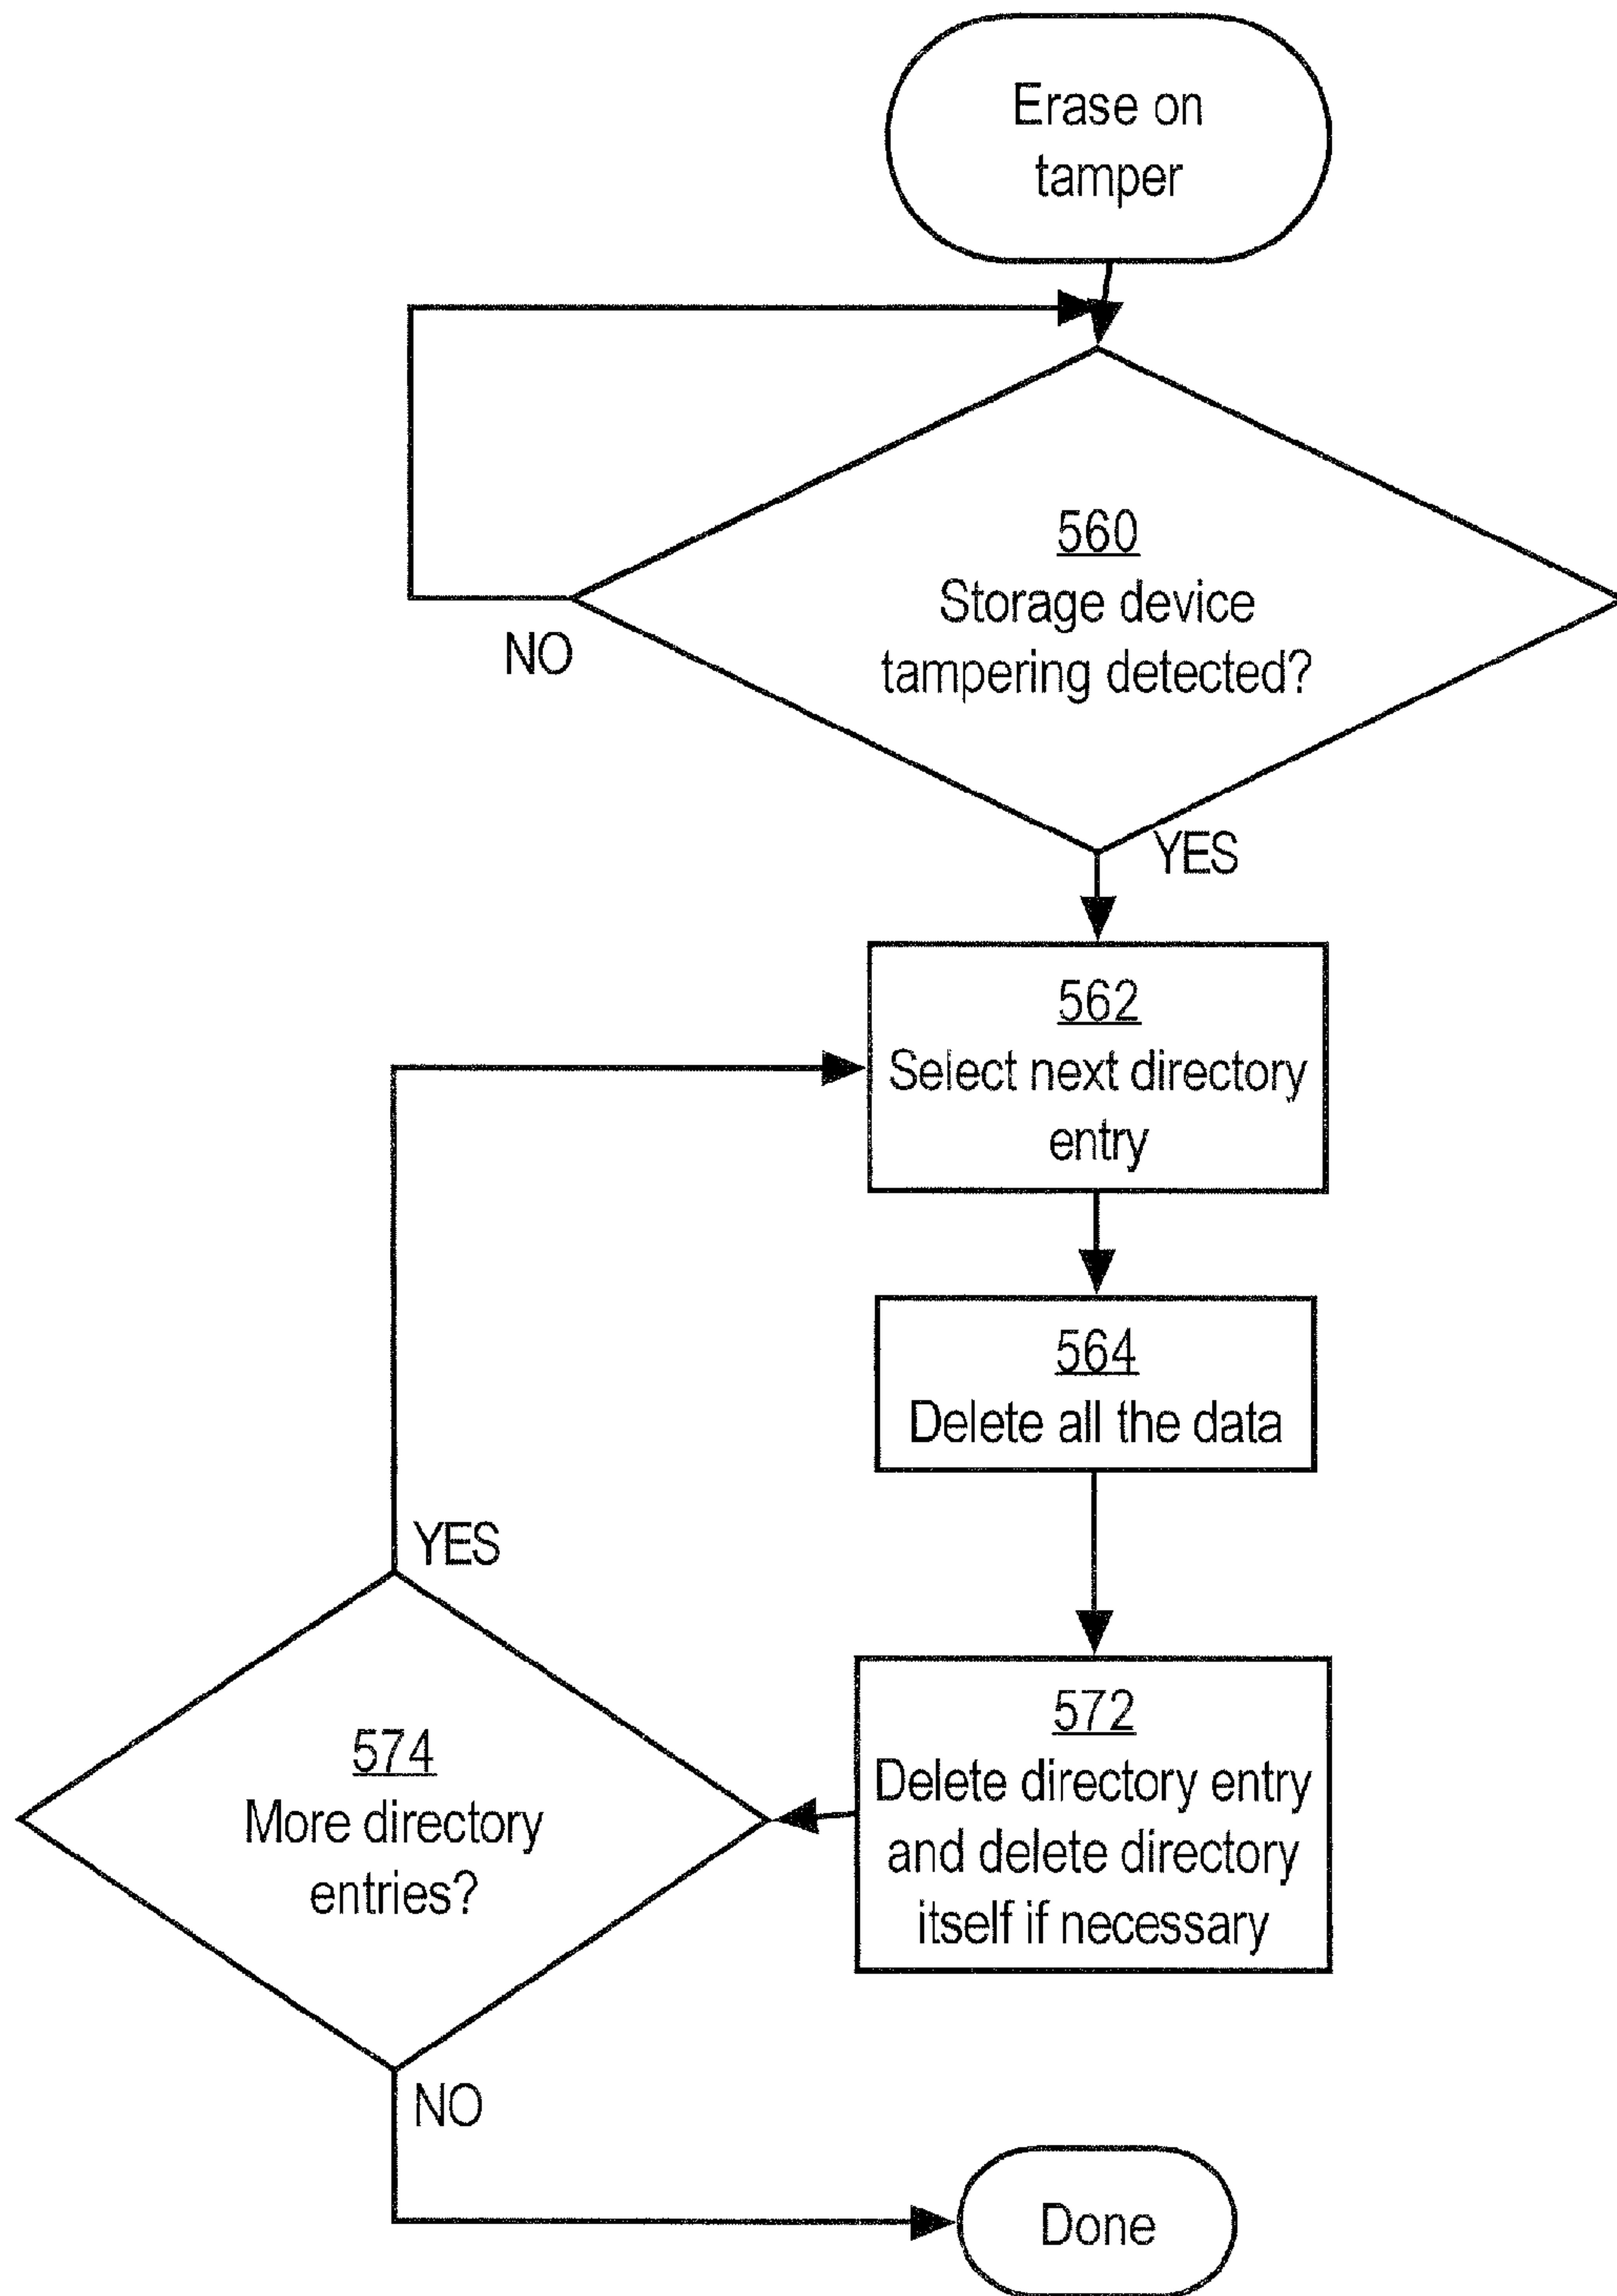 Erase on
tamper
560
Storage device
tampering detected?
NO
YES
562
Select next directory
entry
564
Delete all the data
YES
572
Delete directory entry
and delete directory
itself if necessary
574
More directory
entries?
NO
Done